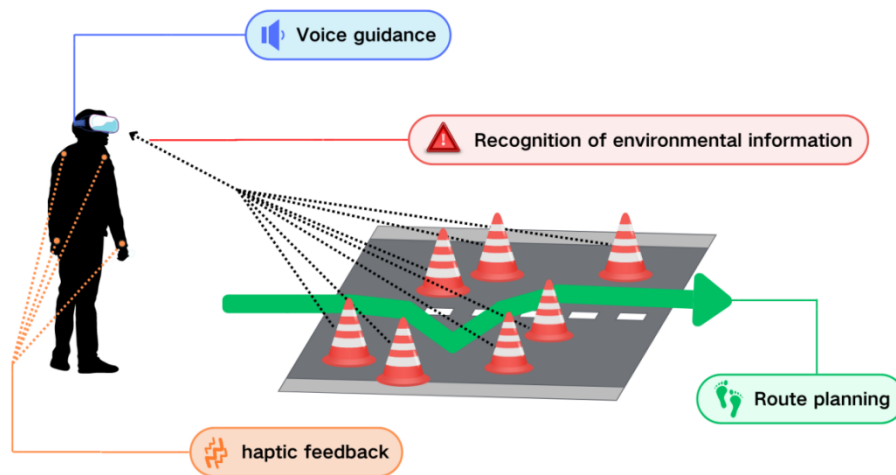 Voice guidance
Recognition of environmental information
Route planning
haptic feedback